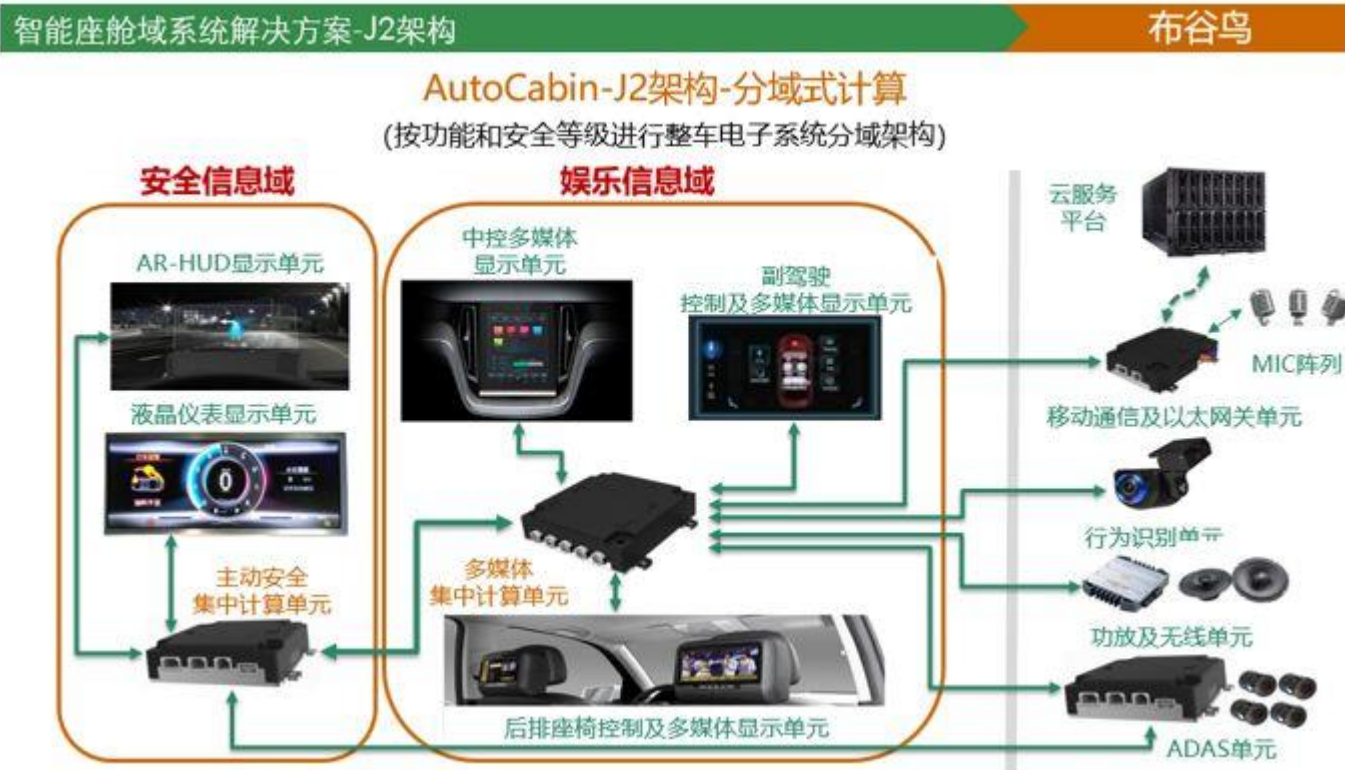 智能座舱域系统解决方案-J2架构
布谷鸟
AutoCabin-J2架构-分域式计算
(按功能和安全等级进行整车电子系统分域架构)
安全信息域
娱乐信息域
AR-HUD显示单元
液晶仪表显示单元
0
主动安全
集中计算单元
中控多媒体
显示单元
副驾驶
控制及多媒体显示单元
多媒体
集中计算单元
后排座椅控制及多媒体显示单元
云服务
平台
MIC阵列
移动通信及以太网关单元
行为识别单元
功放及无线单元
ADAS单元